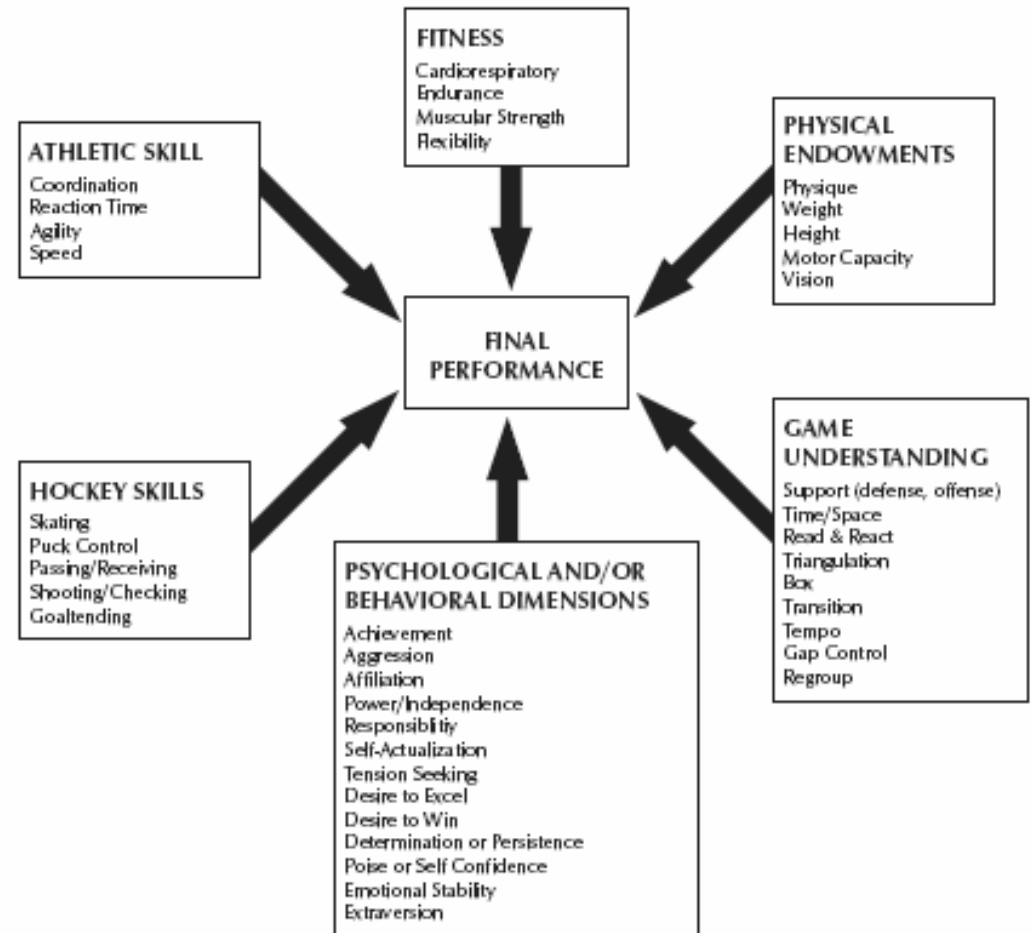 FITNESS
Cardiorespiratory
Endurance
Muscular Strength
Flexibility
ATHLETIC SKILL
Coordination
Reaction Time
Agility
Speed
PHYSICAL
ENDOWMENTS
Physique
Weight
Height
Motor Capacity
Vision
FINAL
PERFORMANCE
HOCKEY SKILLS
Skating
Puck Control
Passing/Receiving
Shooting/Checking
Goaltending
PSYCHOLOGICAL AND/OR
BEHAVIORAL DIMENSIONS
Achievement
Aggression
Affiliation
Power/Independence
Responsiblitiy
Self-Actualization
Tension Seeking
Desire to Excel
Desire to Win
Determination or Persistence
Poise or Self Confidence
Emotional Stability
Extraversion
GAME
UNDERSTANDING
Support (defense, offense)
Time/Space
Read & React
Triangulation
Box
Transition
Tempo
Gap Control
Regroup